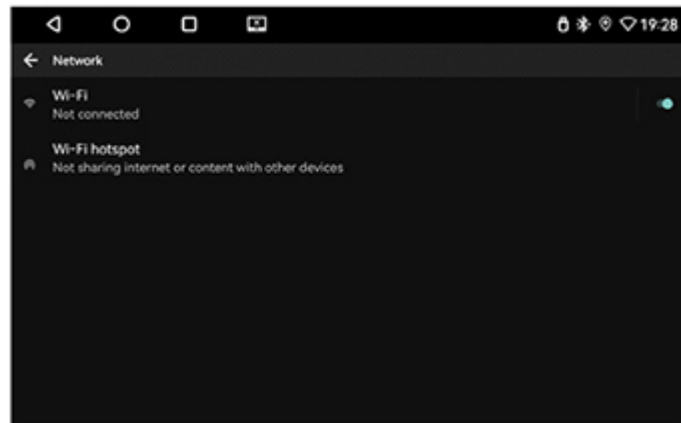 19:28
Network
Wi-Fi
Not connected
Wi-Fi hotspot
Not sharing internet or content with other devices